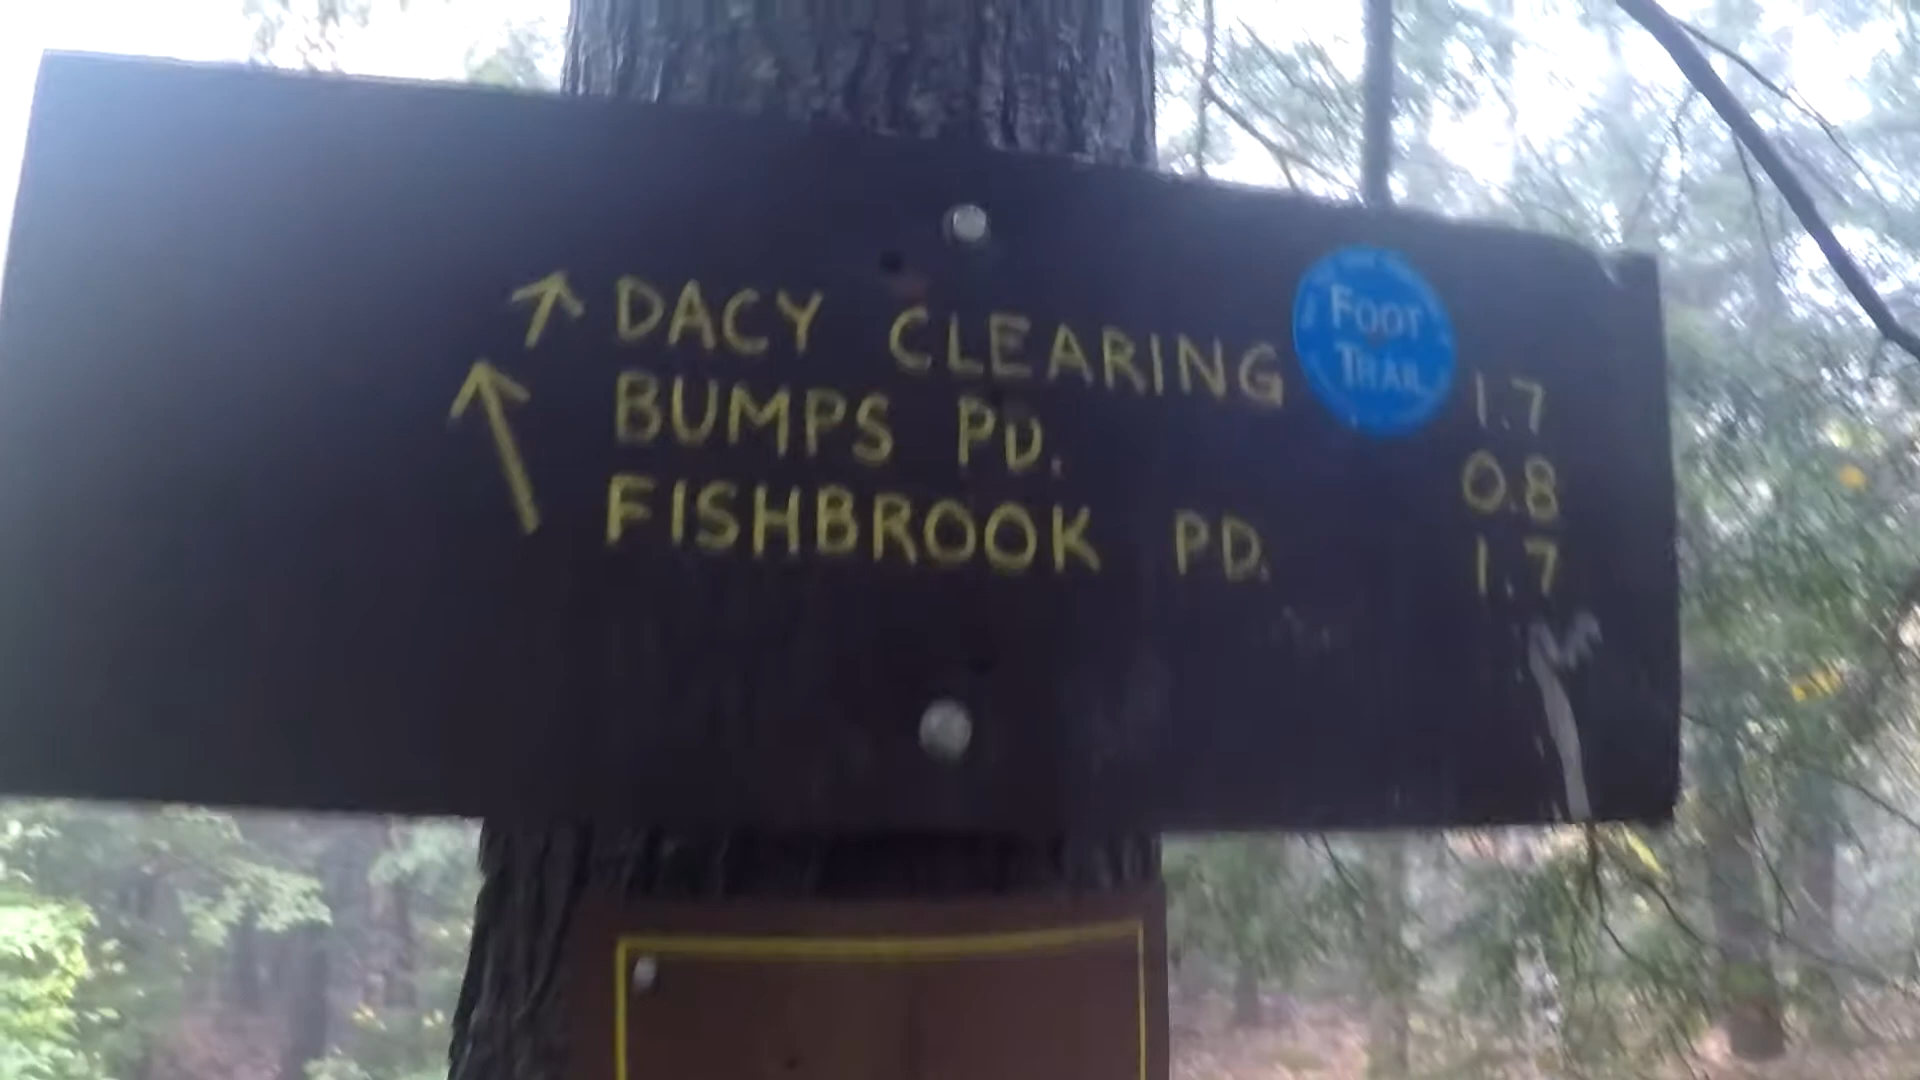 DACY CLEARING 1.7
BUMPS PD. 0.8
FISHBROOK PD. 1.7
FOOT
TRAIL